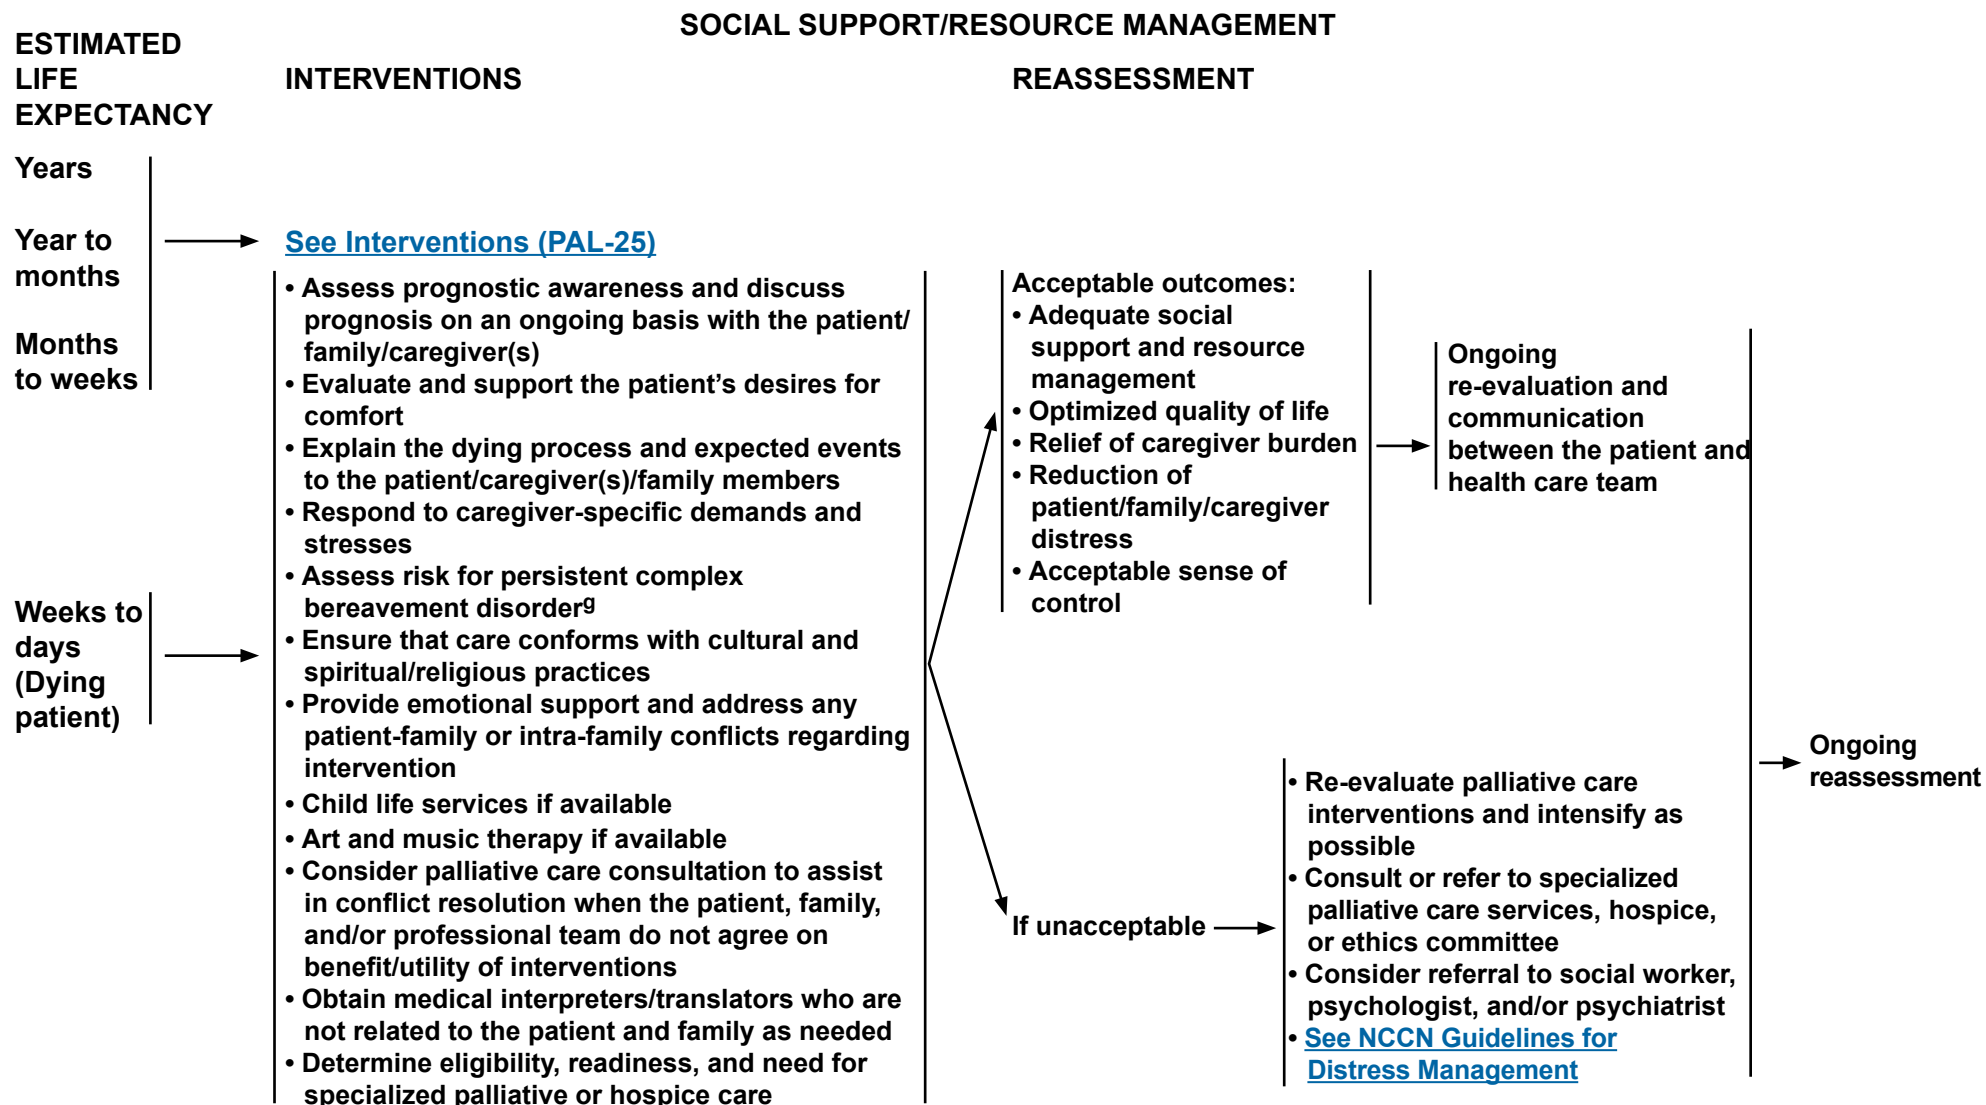 SOCIAL SUPPORT/RESOURCE MANAGEMENT
ESTIMATED
LIFE
EXPECTANCY
INTERVENTIONS
REASSESSMENT
Years
Year to
months
Months
to weeks
See Interventions (PAL-25)
Weeks to
days
(Dying
patient)
• Assess prognostic awareness and discuss
prognosis on an ongoing basis with the patient/
family/caregiver(s)
• Evaluate and support the patient’s desires for
comfort
• Explain the dying process and expected events
to the patient/caregiver(s)/family members
• Respond to caregiver-specific demands and
stresses
• Assess risk for persistent complex
bereavement disorderᵍ
• Ensure that care conforms with cultural and
spiritual/religious practices
• Provide emotional support and address any
patient-family or intra-family conflicts regarding
intervention
• Child life services if available
• Art and music therapy if available
• Consider palliative care consultation to assist
in conflict resolution when the patient, family,
and/or professional team do not agree on
benefit/utility of interventions
• Obtain medical interpreters/translators who are
not related to the patient and family as needed
• Determine eligibility, readiness, and need for
specialized palliative or hospice care
Acceptable outcomes:
• Adequate social
support and resource
management
• Optimized quality of life
• Relief of caregiver burden
• Reduction of
patient/family/caregiver
distress
• Acceptable sense of
control
Ongoing
re-evaluation and
communication
between the patient and
health care team
If unacceptable
• Re-evaluate palliative care
interventions and intensify as
possible
• Consult or refer to specialized
palliative care services, hospice,
or ethics committee
• Consider referral to social worker,
psychologist, and/or psychiatrist
• See NCCN Guidelines for
Distress Management
Ongoing
reassessment